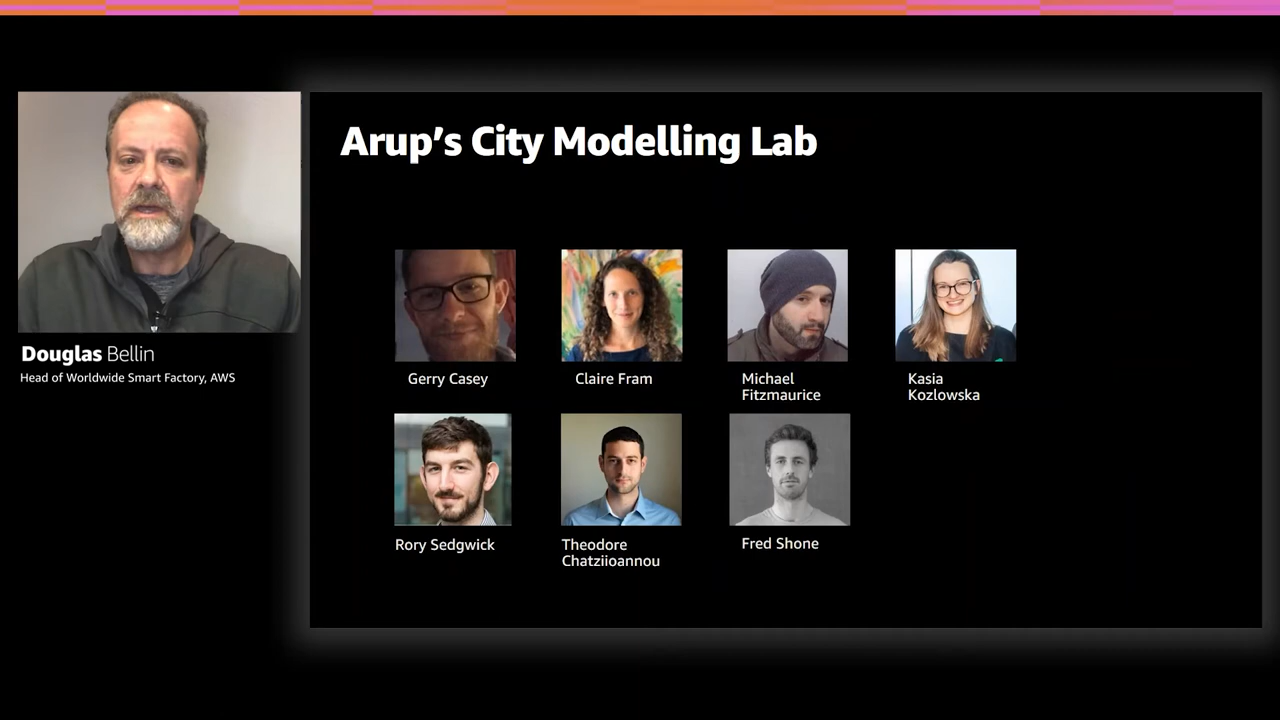 Arup’s City Modelling Lab
Douglas Bellin
Head of Worldwide Smart Factory, AWS
Gerry Casey
Claire Fram
Michael
Fitzmaurice
Kasia
Kozlowska
Rory Sedgwick
Theodore
Chatziioannou
Fred Shone